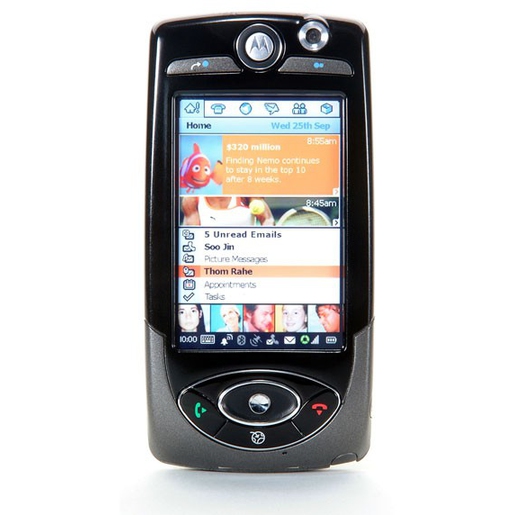 Home Wed 25th Sep
8:55am
$320 million
Finding Nemo continues
to stay in the top 10
after 8 weeks.
8:45am
5 Unread Emails
Soo Jin
Picture Messages
Thom Rahe
Appointments
Tasks
10:00